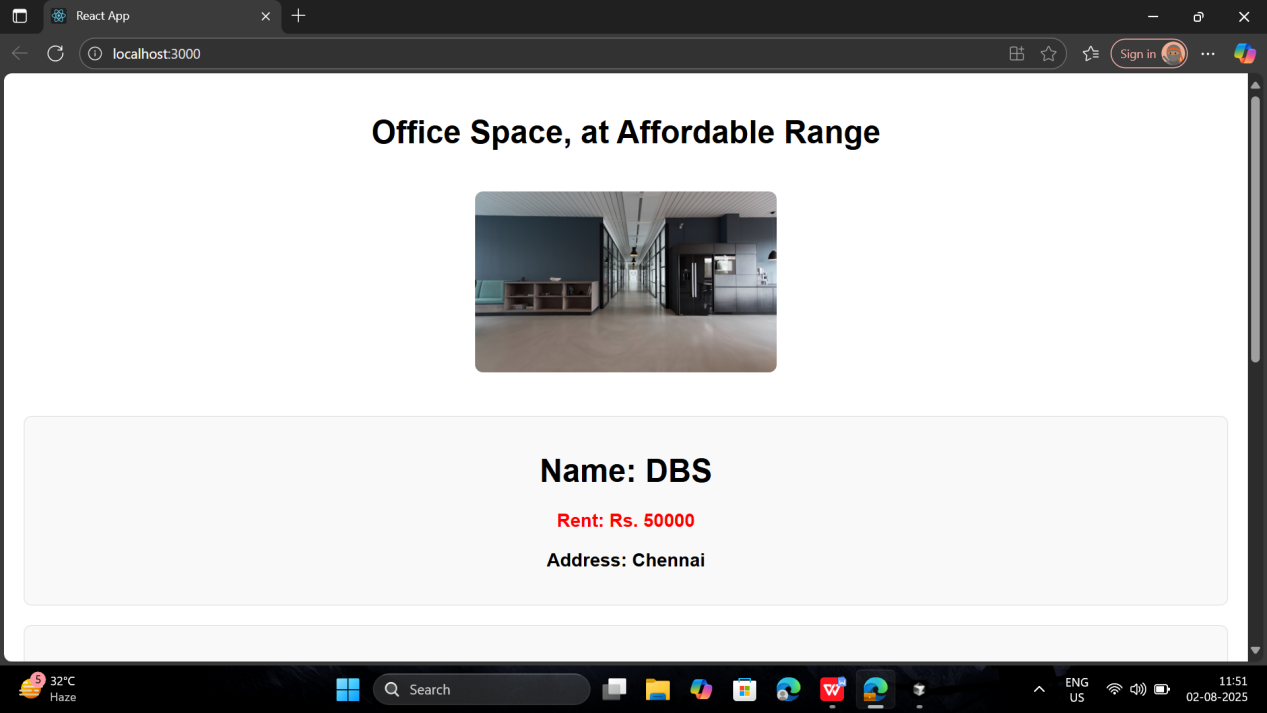 React App
localhost:3000
Sign in
Office Space, at Affordable Range
Name: DBS
Rent: Rs. 50000
Address: Chennai
5
32°C
Haze
Search
ENG
US
11:51
02-08-2025